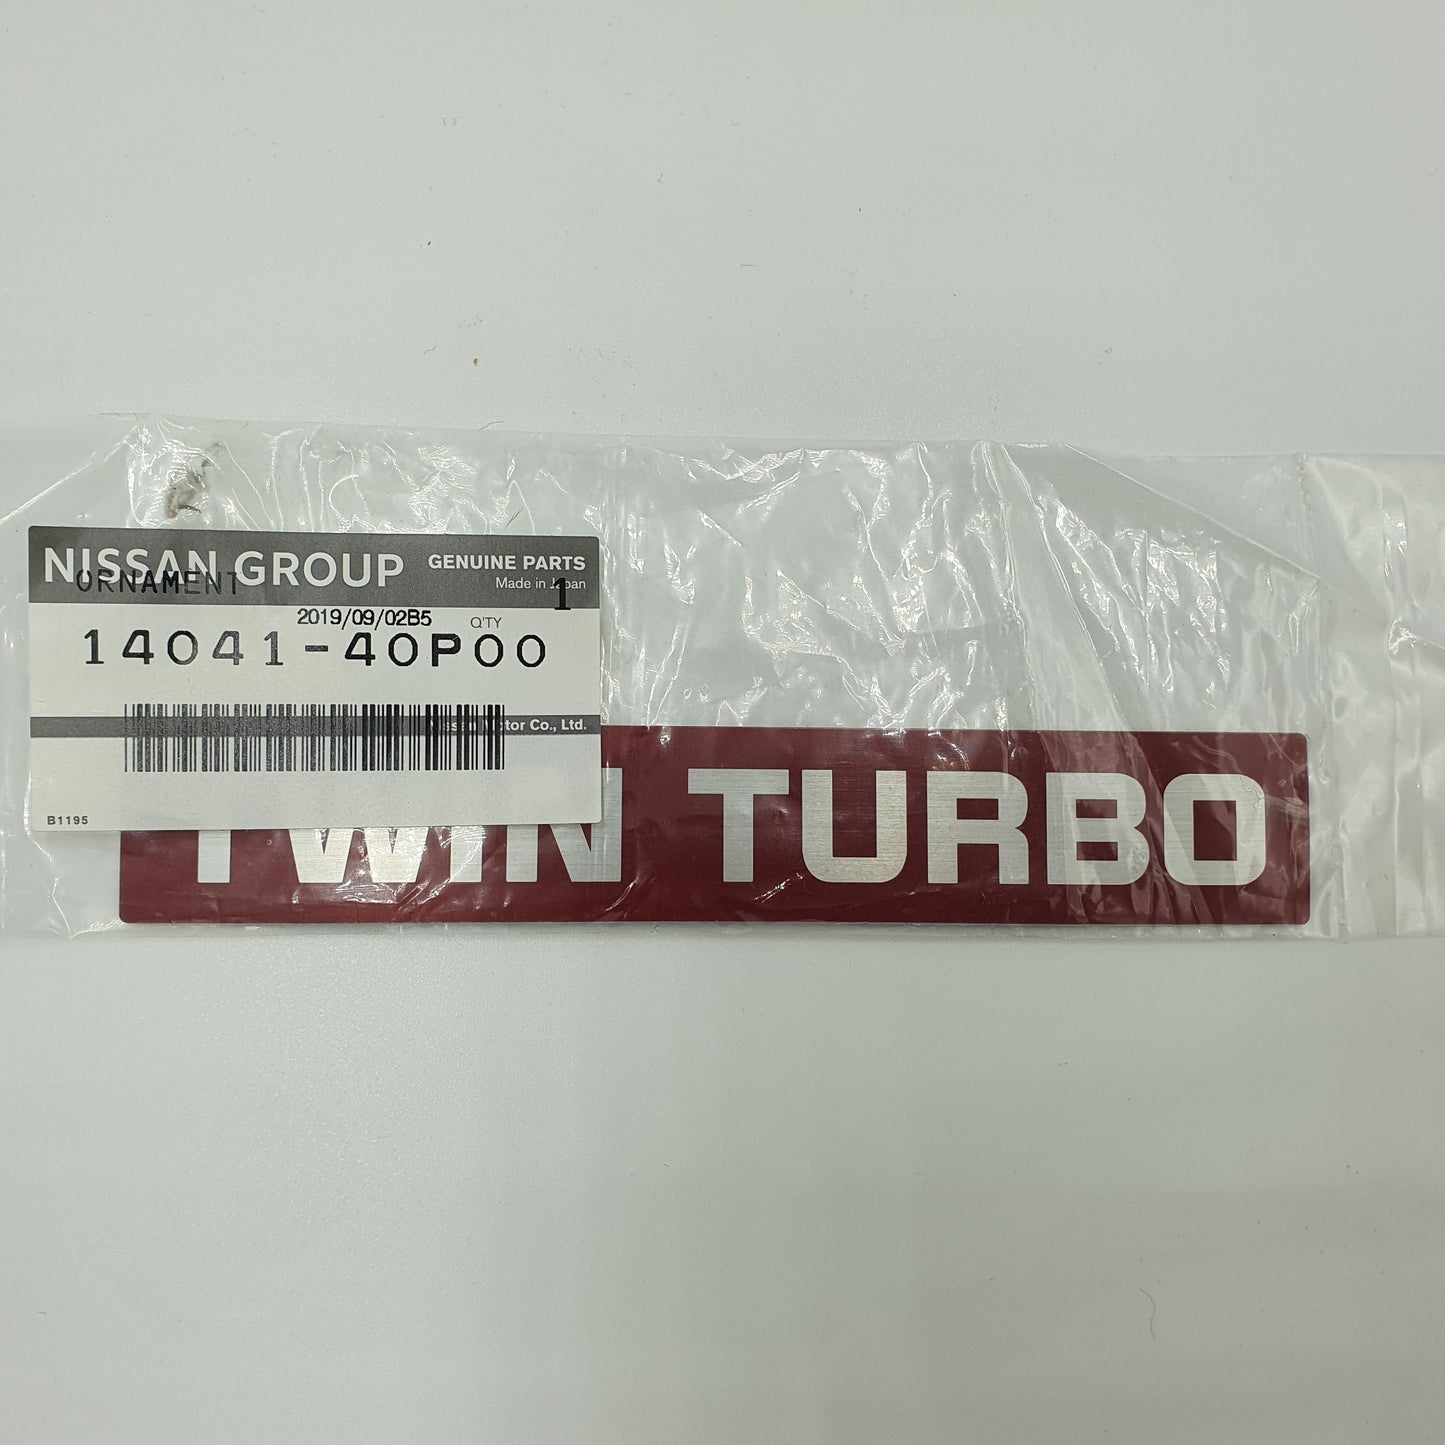 NISSAN GROUP GENUINE PARTS
Made in Japan
ORNAMENT 1
2019/09/02B5 Q'TY
14041-40P00
Nissan Motor Co., Ltd.
B1195
TWIN TURBO